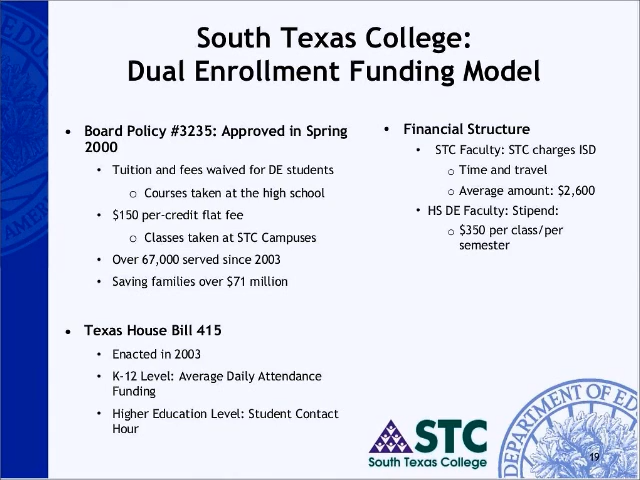 South Texas College:
Dual Enrollment Funding Model
• Board Policy #3235: Approved in Spring
2000
• Tuition and fees waived for DE students
o Courses taken at the high school
• $150 per-credit flat fee
o Classes taken at STC Campuses
• Over 67,000 served since 2003
• Saving families over $71 million
• Texas House Bill 415
• Enacted in 2003
• K-12 Level: Average Daily Attendance
Funding
• Higher Education Level: Student Contact
Hour
• Financial Structure
• STC Faculty: STC charges ISD
o Time and travel
o Average amount: $2,600
• HS DE Faculty: Stipend:
o $350 per class/per
semester
STC
South Texas College
DEPARTMENT OF ED
19